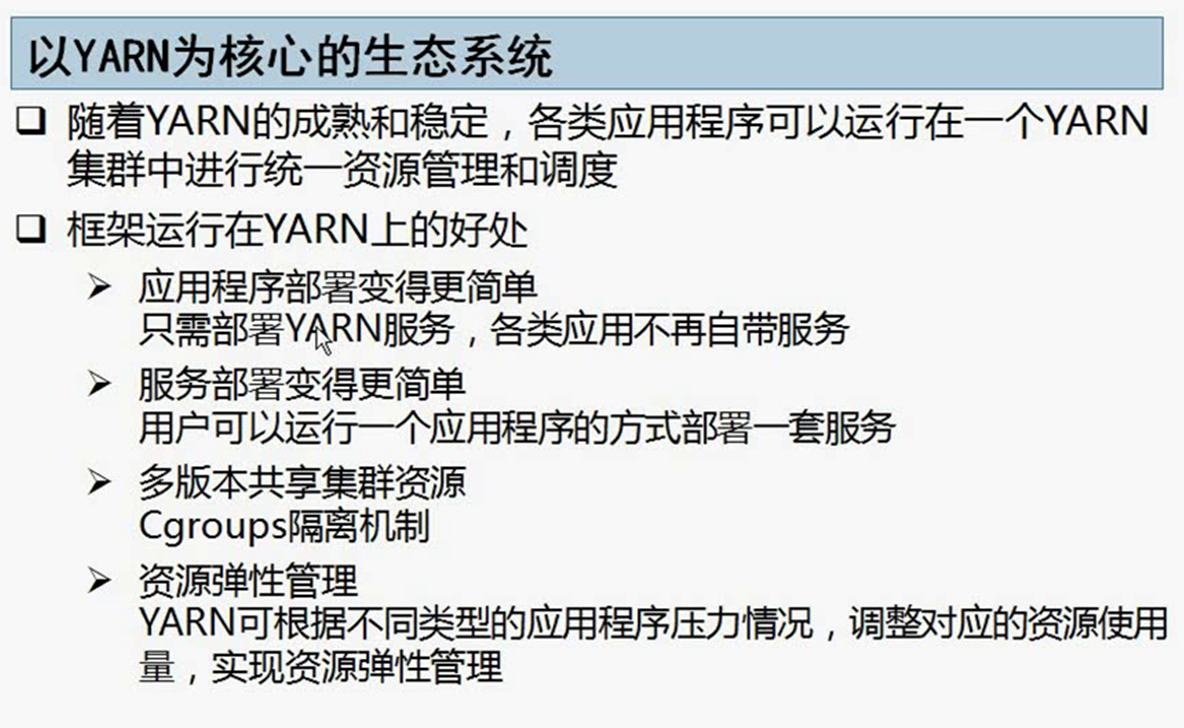 以YARN为核心的生态系统
随着YARN的成熟和稳定，各类应用程序可以运行在一个YARN
集群中进行统一资源管理和调度
框架运行在YARN上的好处
应用程序部署变得更简单
只需部署YARN服务，各类应用不再自带服务
服务部署变得更简单
用户可以运行一个应用程序的方式部署一套服务
多版本共享集群资源
Cgroups隔离机制
资源弹性管理
YARN可根据不同类型的应用程序压力情况，调整对应的资源使用
量，实现资源弹性管理